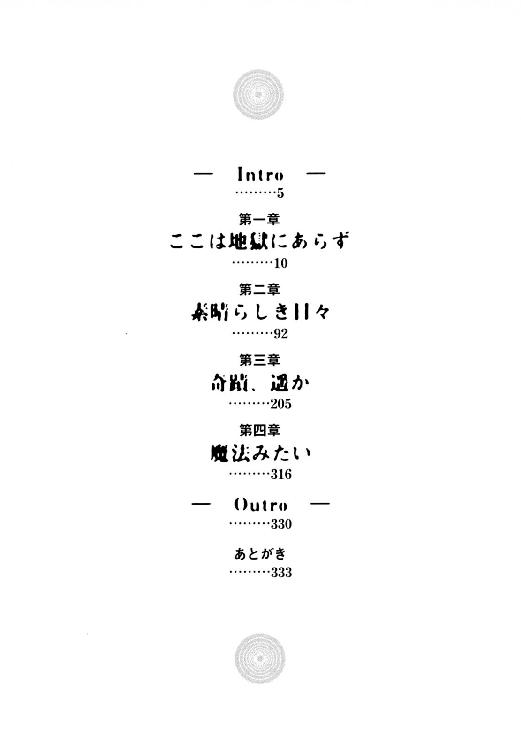 ― Intro ―
………5
第一章
ここは地獄にあらず
………10
第二章
素晴らしき日々
………92
第三章
奇蹟、遥か
………205
第四章
魔法みたい
………316
― Outro ―
………330
あとがき
………333